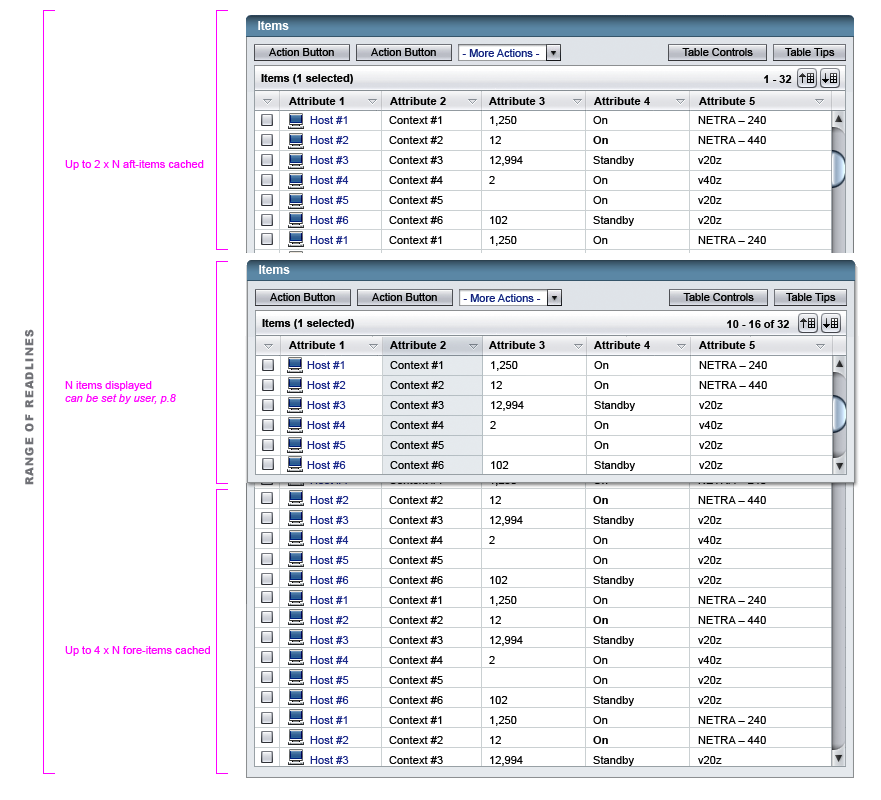 Items
Action Button Action Button - More Actions - Table Controls Table Tips
Items (1 selected) 1 - 32
Attribute 1 Attribute 2 Attribute 3 Attribute 4 Attribute 5
Host #1 Context #1 1,250 On NETRA – 240
Host #2 Context #2 12 On NETRA – 440
Host #3 Context #3 12,994 Standby v20z
Host #4 Context #4 2 On v40z
Host #5 Context #5 On v20z
Host #6 Context #6 102 Standby v20z
Host #1 Context #1 1,250 On NETRA – 240
Up to 2 x N aft-items cached
Items
Action Button Action Button - More Actions - Table Controls Table Tips
Items (1 selected) 10 - 16 of 32
Attribute 1 Attribute 2 Attribute 3 Attribute 4 Attribute 5
Host #1 Context #1 1,250 On NETRA – 240
Host #2 Context #2 12 On NETRA – 440
Host #3 Context #3 12,994 Standby v20z
Host #4 Context #4 2 On v40z
Host #5 Context #5 On v20z
Host #6 Context #6 102 Standby v20z
N items displayed
can be set by user, p.8
RANGE OF READLINES
Host #2 Context #2 12 On NETRA – 440
Host #3 Context #3 12,994 Standby v20z
Host #4 Context #4 2 On v40z
Host #5 Context #5 On v20z
Host #6 Context #6 102 Standby v20z
Host #1 Context #1 1,250 On NETRA – 240
Host #2 Context #2 12 On NETRA – 440
Host #3 Context #3 12,994 Standby v20z
Host #4 Context #4 2 On v40z
Host #5 Context #5 On v20z
Host #6 Context #6 102 Standby v20z
Host #1 Context #1 1,250 On NETRA – 240
Host #2 Context #2 12 On NETRA – 440
Host #3 Context #3 12,994 Standby v20z
Up to 4 x N fore-items cached